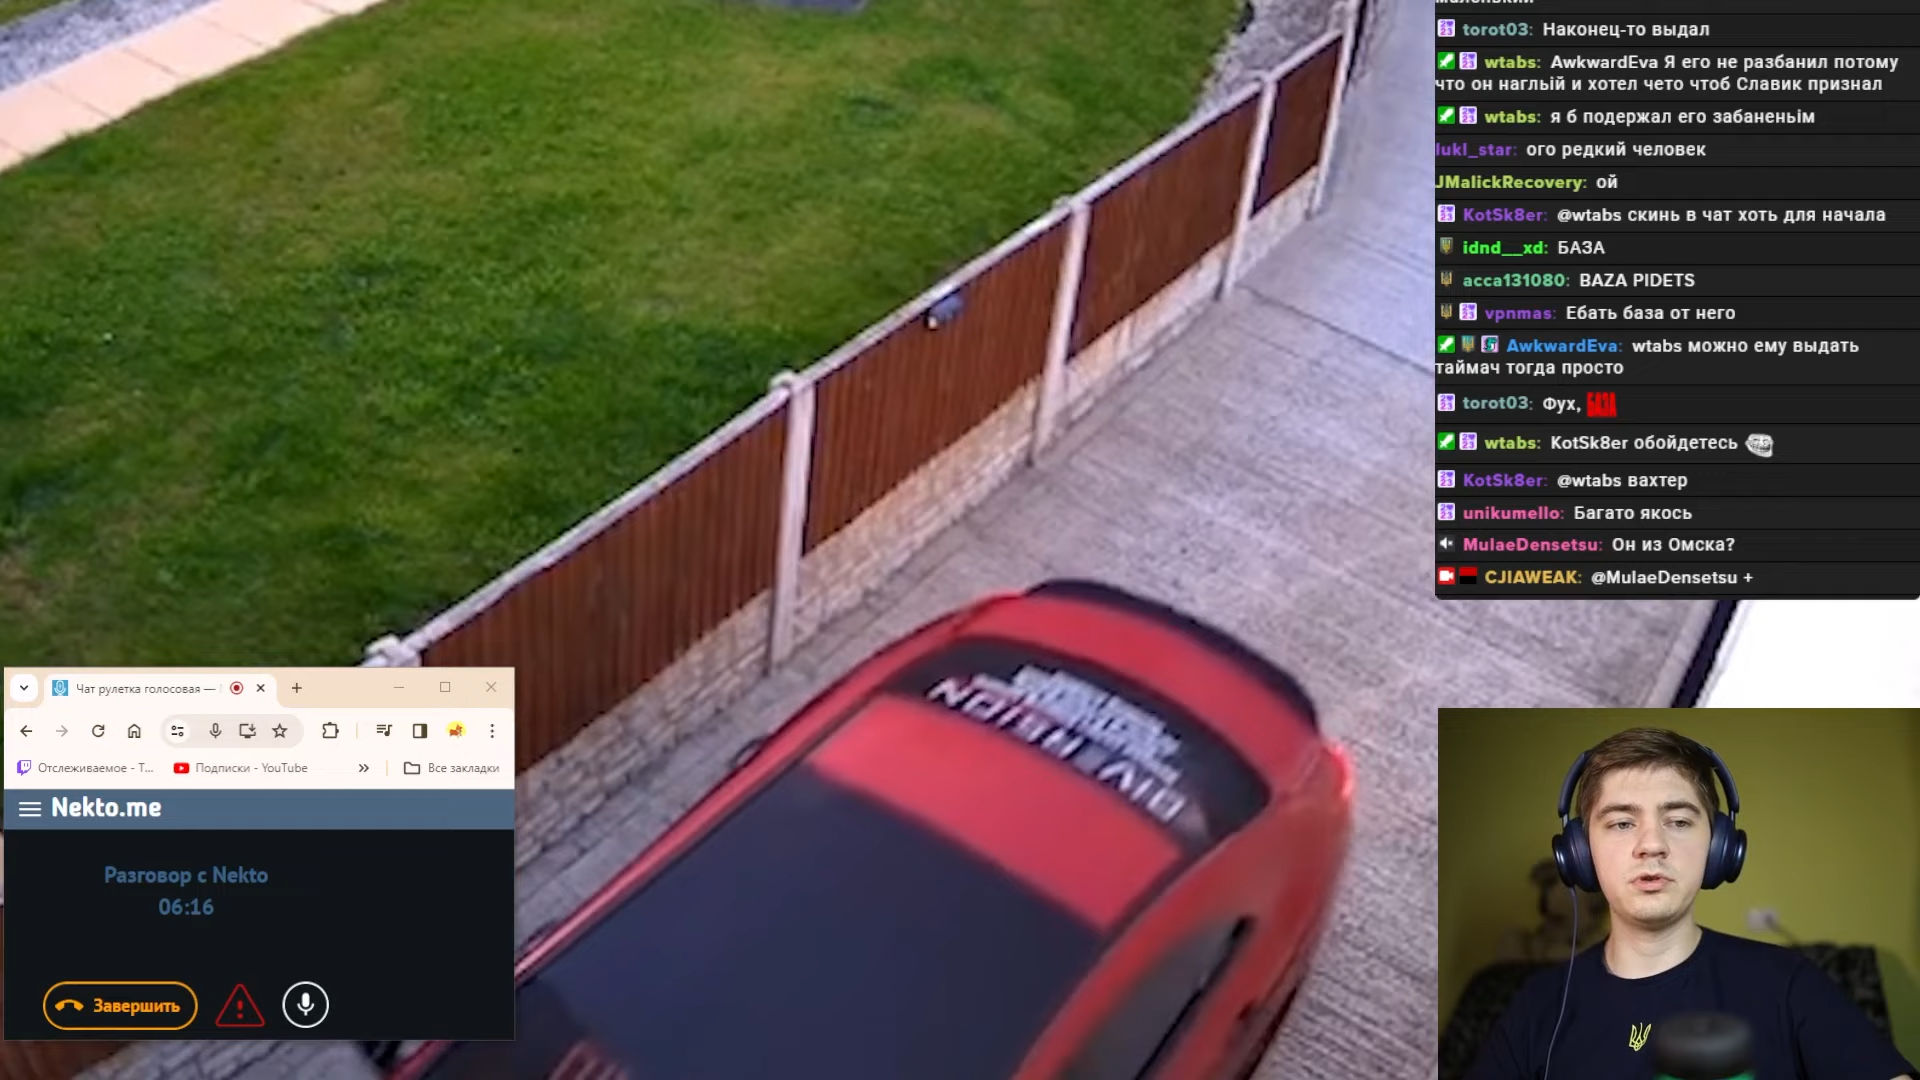 torot03: Наконец-то выдал
wtabs: AwkwardEva Я его не разбанил потому
что он наглый и хотел чето чтоб Славик признал
wtabs: я б подержал его забаненым
lukl_star: ого редкий человек
JMalickRecovery: ой
KotSk8er: @wtabs скинь в чат хоть для начала
idnd__xd: БАЗА
acca131080: BAZA PIDETS
vpnmas: Ебать база от него
AwkwardEva: wtabs можно ему выдать
таймач тогда просто
torot03: Фух, БАЗА
wtabs: KotSk8er обойдетесь
KotSk8er: @wtabs вахтер
unikumello: Багато якось
MulaeDensetsu: Он из Омска?
CJIAWEAK: @MulaeDensetsu +
Чат рулетка голосовая —
Отслеживаемое - T...
Подписки - YouTube
Все закладки
Nekto.me
Разговор с Nekto
06:16
Завершить